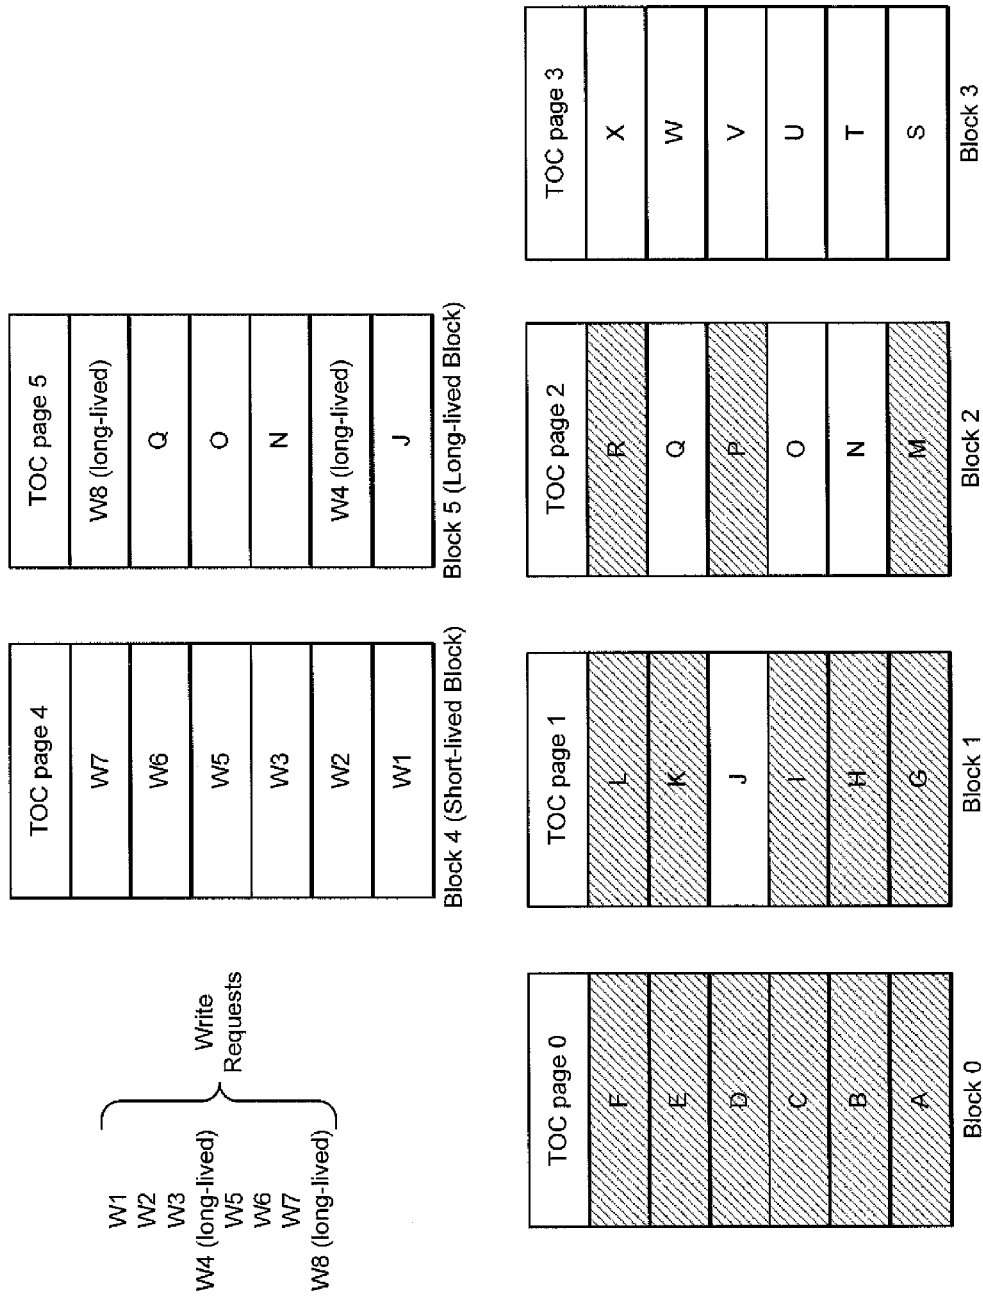 W1
W2
W3
W4 (long-lived)
W5
W6
W7
W8 (long-lived)
Write
Requests
TOC page 4
W7
W6
W5
W3
W2
W1
Block 4 (Short-lived Block)
TOC page 5
W8 (long-lived)
Q
O
N
W4 (long-lived)
J
Block 5 (Long-lived Block)
TOC page 0
F
E
D
C
B
A
Block 0
TOC page 1
L
K
J
I
H
G
Block 1
TOC page 2
R
Q
P
O
N
M
Block 2
TOC page 3
X
W
V
U
T
S
Block 3